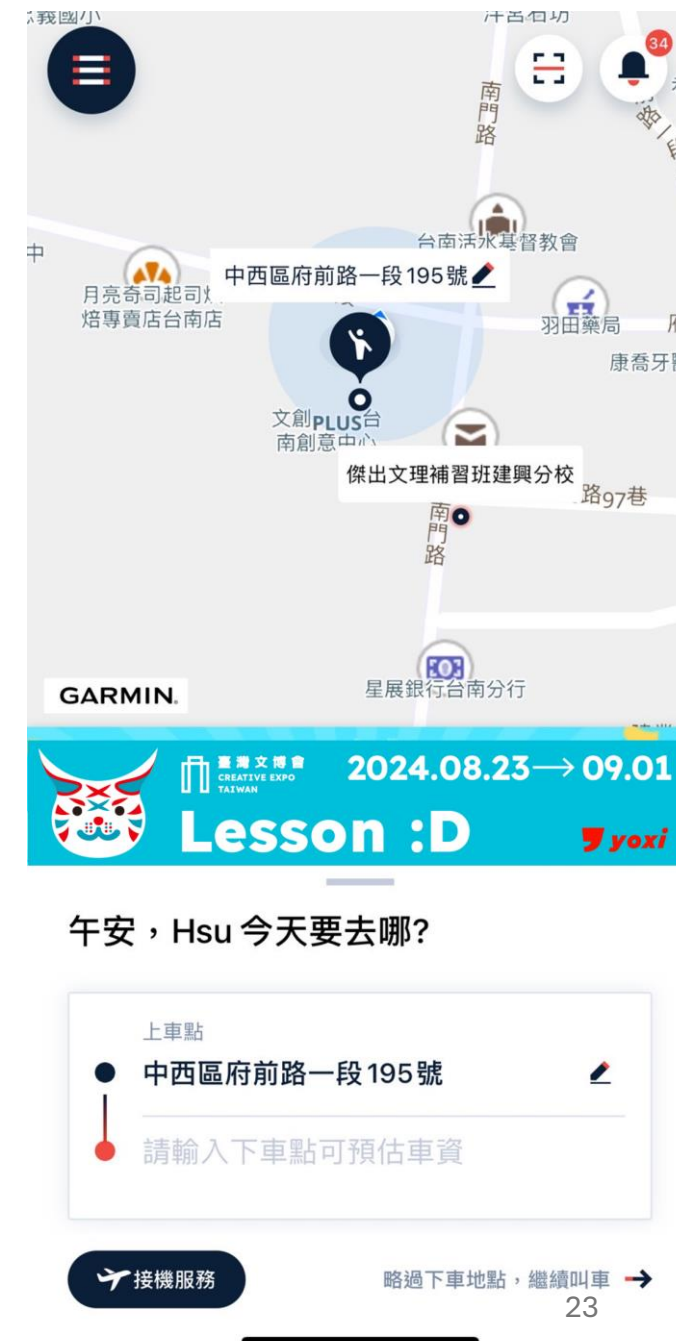 義國小
34
南
門
路
台南活水基督教會
中
中西區府前路一段195號
月亮奇司起司
焙專賣店台南店
羽田藥局
康喬牙
文創PLUS台
南創意中心
傑出文理補習班建興分校
路97巷
南
門
路
GARMIN.
星展銀行台南分行
臺灣文博會
CREATIVE EXPO
TAIWAN
2024.08.23→09.01
Lesson :D
yoxi
午安，Hsu 今天要去哪?
上車點
中西區府前路一段195號
請輸入下車點可預估車資
接機服務
略過下車地點，繼續叫車
23